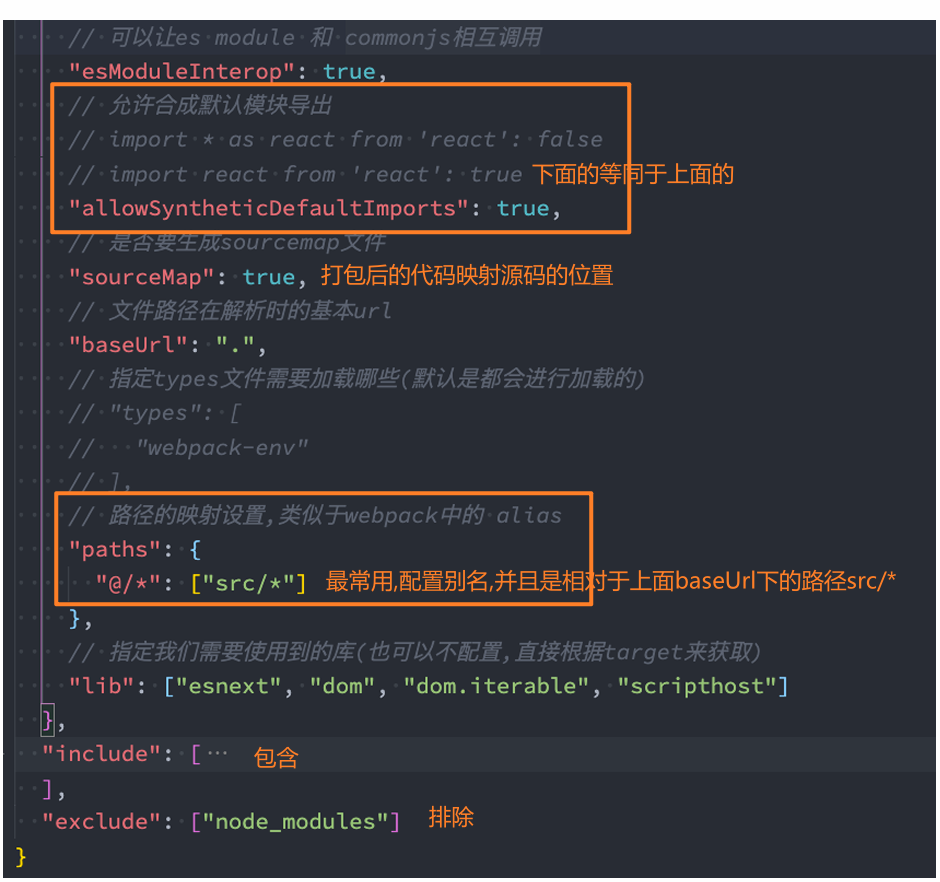 // 可以让es module 和 commonjs相互调用
"esModuleInterop": true,
// 允许合成默认模块导出
// import * as react from 'react': false
// import react from 'react': true 下面的等同于上面的
"allowSyntheticDefaultImports": true,
// 是否要生成sourcemap文件
"sourceMap": true, 打包后的代码映射源码的位置
// 文件路径在解析时的基本url
"baseUrl": ".",
// 指定types文件需要加载哪些(默认是都会进行加载的)
// "types": [
//   "webpack-env"
// ],
// 路径的映射设置,类似于webpack中的 alias
"paths": {
"@/*": ["src/*"] 最常用,配置别名,并且是相对于上面baseUrl下的路径src/*
},
// 指定我们需要使用到的库(也可以不配置,直接根据target来获取)
"lib": ["esnext", "dom", "dom.iterable", "scripthost"]
},
"include": [··· 包含
],
"exclude": ["node_modules"] 排除
}